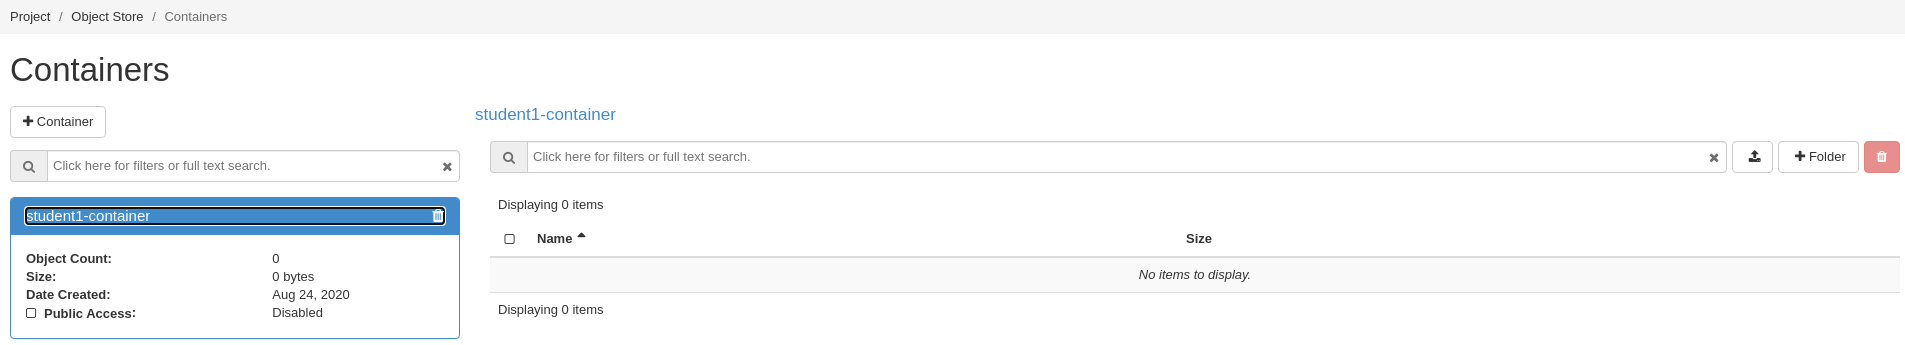 Project / Object Store / Containers
Containers
+ Container
Click here for filters or full text search.
student1-container
Object Count: 0
Size: 0 bytes
Date Created: Aug 24, 2020
Public Access: Disabled
student1-container
Click here for filters or full text search.
+ Folder
Displaying 0 items
Name Size
No items to display.
Displaying 0 items